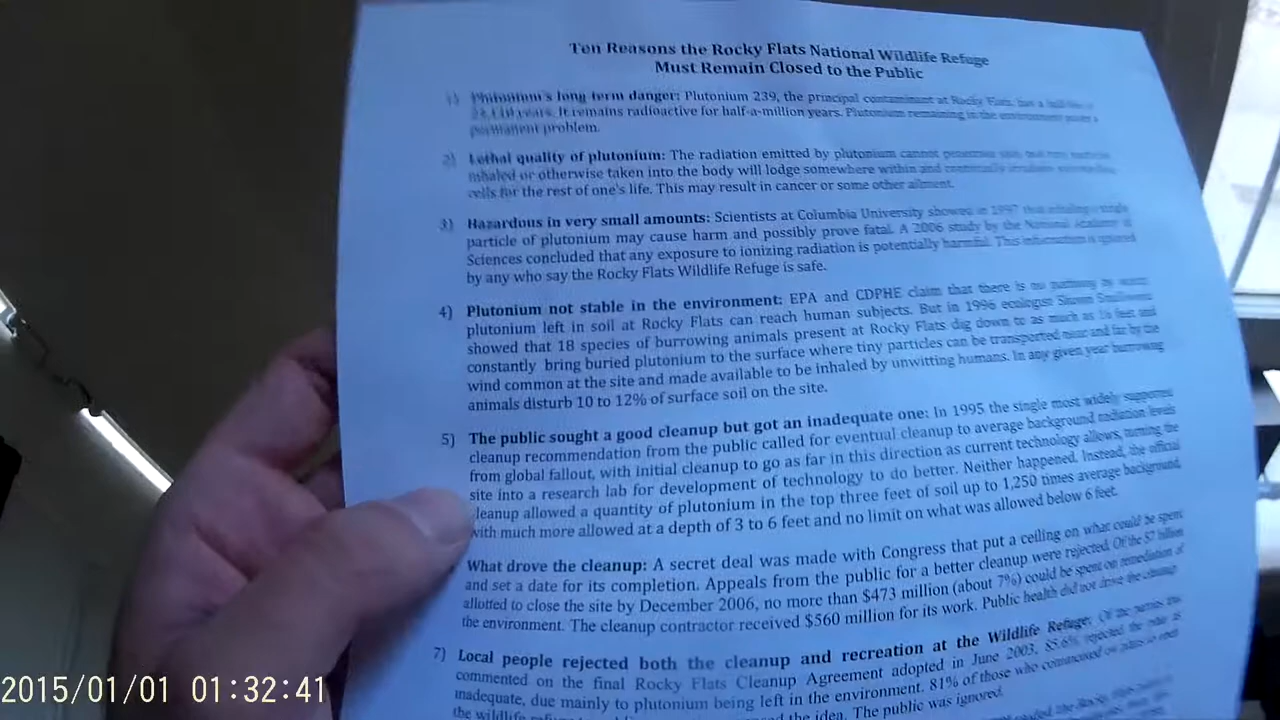 Ten Reasons the Rocky Flats National Wildlife Refuge
Must Remain Closed to the Public
1) Plutonium's long term danger: Plutonium 239, the principal contaminant at Rocky Flats, has a half-life
years. It remains radioactive for half-a-million years. Plutonium remaining in the environment poses a
permanent problem.
2) Lethal quality of plutonium: The radiation emitted by plutonium cannot penetrate skin
inhaled or otherwise taken into the body will lodge somewhere within and
cells for the rest of one's life. This may result in cancer or some other ailment.
3) Hazardous in very small amounts: Scientists at Columbia University showed in 1997 that inhaling a single
particle of plutonium may cause harm and possibly prove fatal. A 2006 study by the National Academy of
Sciences concluded that any exposure to ionizing radiation is potentially harmful. This information is ignored
by any who say the Rocky Flats Wildlife Refuge is safe.
4) Plutonium not stable in the environment: EPA and CDPHE claim that there is no
plutonium left in soil at Rocky Flats can reach human subjects. But in 1996 ecologist
showed that 18 species of burrowing animals present at Rocky Flats dig down to as much as 16 feet and
constantly bring buried plutonium to the surface where tiny particles can be transported near and far by the
wind common at the site and made available to be inhaled by unwitting humans. In any given year burrowing
animals disturb 10 to 12% of surface soil on the site.
5) The public sought a good cleanup but got an inadequate one: In 1995 the single most widely supported
cleanup recommendation from the public called for eventual cleanup to average background radiation levels
from global fallout, with initial cleanup to go as far in this direction as current technology allows, turning the
site into a research lab for development of technology to do better. Neither happened. Instead, the official
cleanup allowed a quantity of plutonium in the top three feet of soil up to 1,250 times average background
with much more allowed at a depth of 3 to 6 feet and no limit on what was allowed below 6 feet.
What drove the cleanup: A secret deal was made with Congress that put a ceiling on what could be spent
and set a date for its completion. Appeals from the public for a better cleanup were rejected. Of the $7 billion
allotted to close the site by December 2006, no more than $473 million (about 7%) could be spent on remediation of
the environment. The cleanup contractor received $560 million for its work. Public health did not drive the cleanup
7) Local people rejected both the cleanup and recreation at the Wildlife Refuge: Of the parties who
commented on the final Rocky Flats Cleanup Agreement adopted in June 2003, 85.6% rejected the plan as
inadequate, due mainly to plutonium being left in the environment. 81% of those who commented on
the wildlife the idea. The public was ignored.
2015/01/01 01:32:41